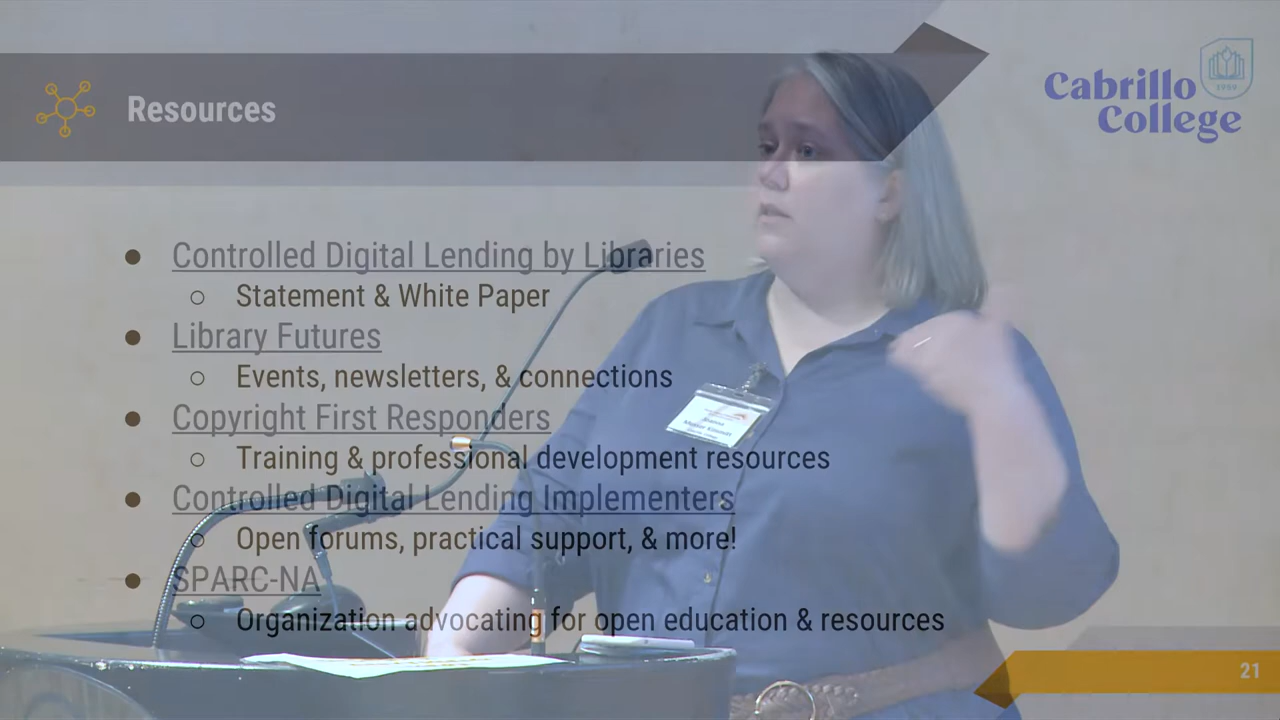 Resources
Cabrillo
College
1959
Controlled Digital Lending by Libraries
Statement & White Paper
Library Futures
Events, newsletters, & connections
Copyright First Responders
Training & professional development resources
Controlled Digital Lending Implementers
Open forums, practical support, & more!
SPARC-NA
Organization advocating for open education & resources
21